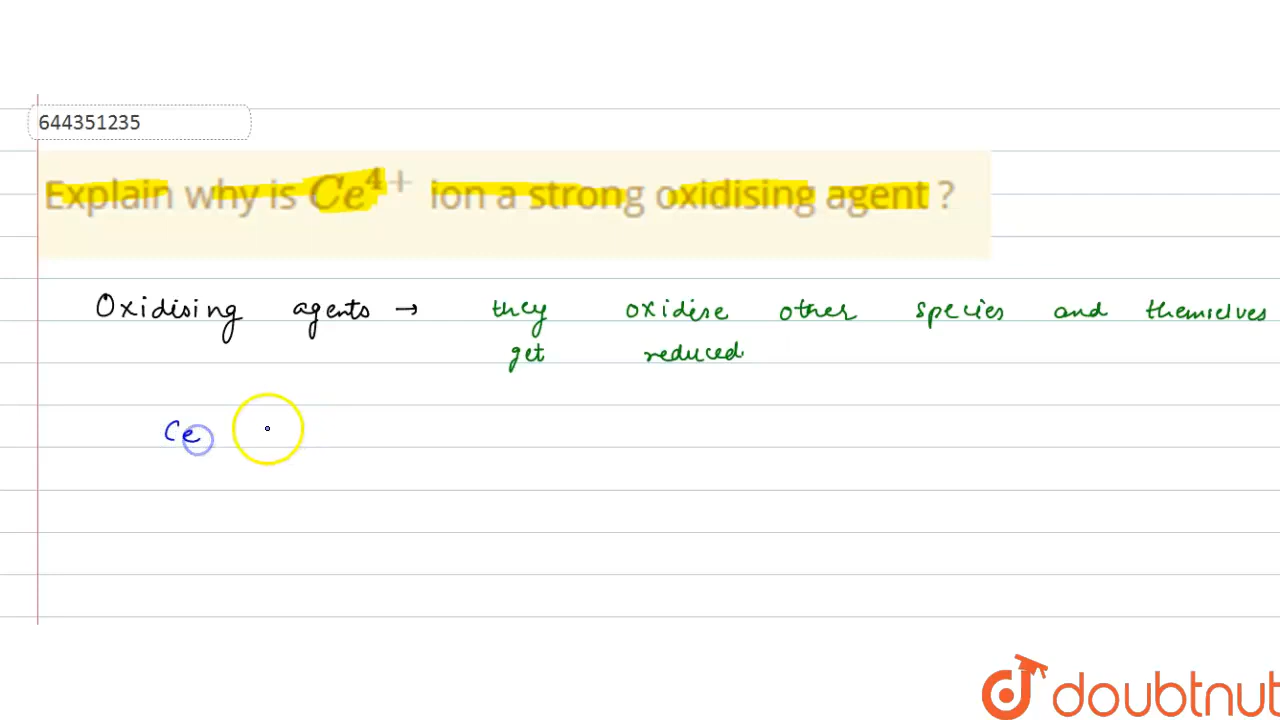 644351235
Explain why is Ce⁴⁺ ion a strong oxidising agent ?
Oxidising agents → they oxidise other species and themselves
get reduced
Ce
doubtnut